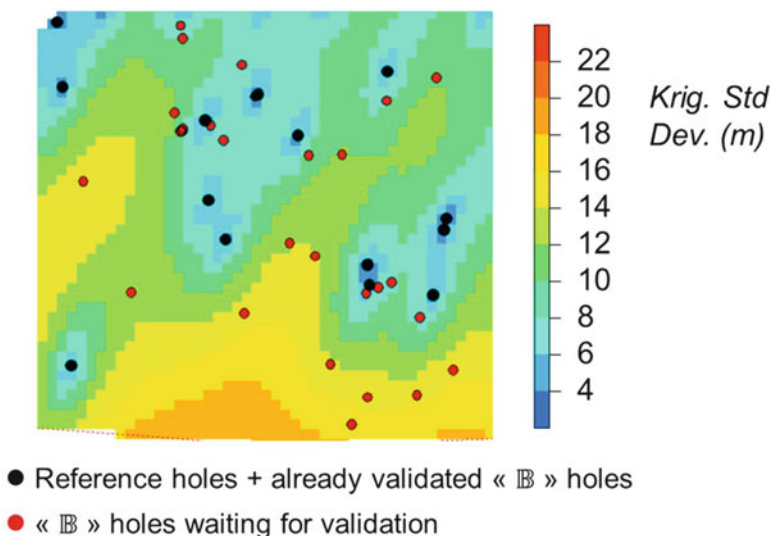 22
20
18
16
14
12
10
8
6
4
Krig. Std
Dev. (m)
Reference holes + already validated « 𝔹 » holes
« 𝔹 » holes waiting for validation